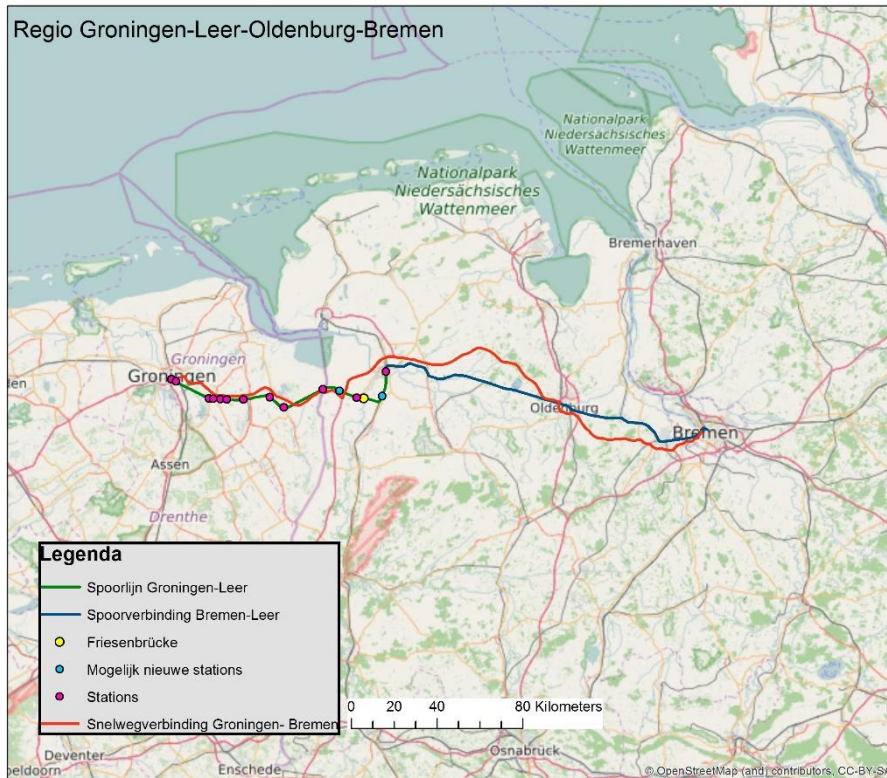 Regio Groningen-Leer-Oldenburg-Bremen
Nationalpark
Niedersächsisches
Wattenmeer
Nationalpark
Niedersächsisches
Wattenmeer
Bremerhaven
Groningen
Groningen
Oldenburg
Bremen
Assen
Drenthe
Legenda
Spoorlijn Groningen-Leer
Spoorverbinding Bremen-Leer
Friesenbrücke
Mogelijk nieuwe stations
Stations
Snelwegverbinding Groningen- Bremen
0 20 40 80 Kilometers
Deventer
Enschede
Osnabrück
© OpenStreetMap (and) contributors, CC-BY-S